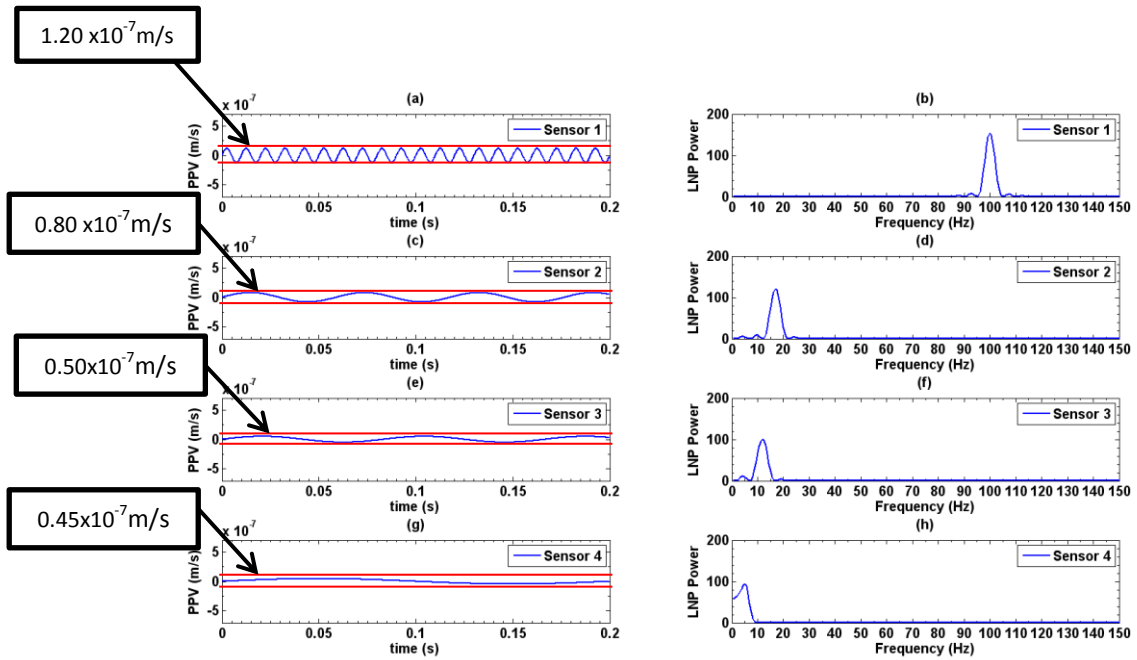 1.20 x10⁻⁷m/s
0.80 x10⁻⁷m/s
0.50x10⁻⁷m/s
0.45x10⁻⁷m/s
(a)
x 10⁻⁷
5
0
-5
PPV (m/s)
Sensor 1
0 0.05 0.1 0.15 0.2
time (s)
(b)
200
100
0
LNP Power
Sensor 1
0 10 20 30 40 50 60 70 80 90 100 110 120 130 140 150
Frequency (Hz)
(c)
x 10⁻⁷
5
0
-5
PPV (m/s)
Sensor 2
0 0.05 0.1 0.15 0.2
time (s)
(d)
200
100
0
LNP Power
Sensor 2
0 10 20 30 40 50 60 70 80 90 100 110 120 130 140 150
Frequency (Hz)
(e)
x 10⁻⁷
5
0
-5
PPV (m/s)
Sensor 3
0 0.05 0.1 0.15 0.2
time (s)
(f)
200
100
0
LNP Power
Sensor 3
0 10 20 30 40 50 60 70 80 90 100 110 120 130 140 150
Frequency (Hz)
(g)
x 10⁻⁷
5
0
-5
PPV (m/s)
Sensor 4
0 0.05 0.1 0.15 0.2
time (s)
(h)
200
100
0
LNP Power
Sensor 4
0 10 20 30 40 50 60 70 80 90 100 110 120 130 140 150
Frequency (Hz)